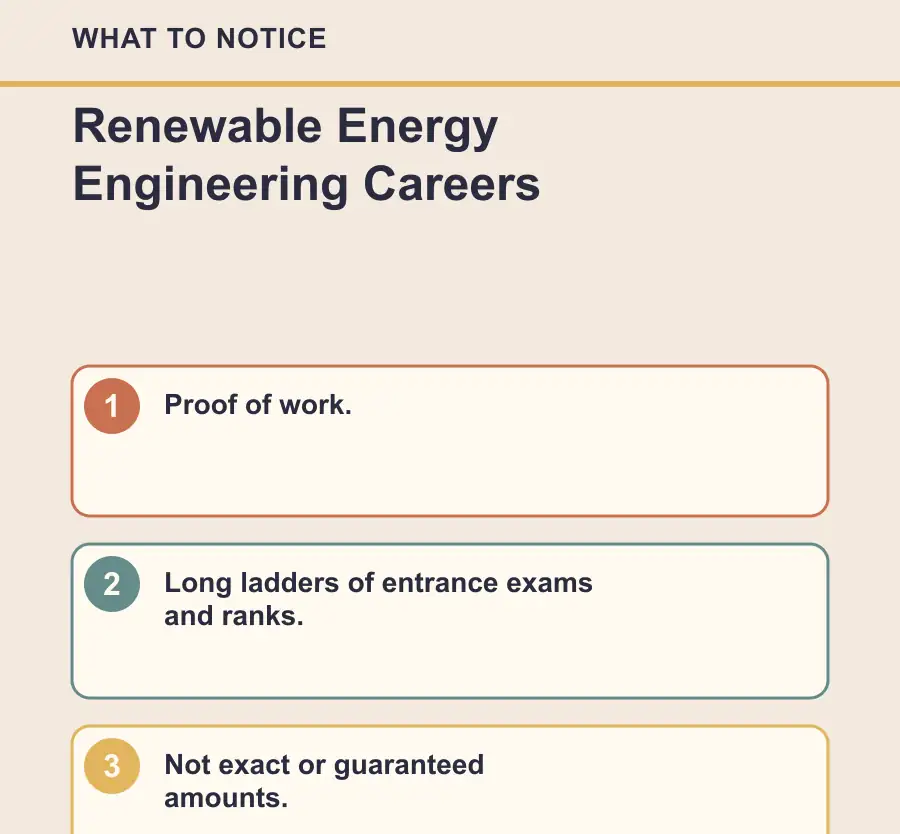 WHAT TO NOTICE
Renewable Energy
Engineering Careers
1
Proof of work.
2
Long ladders of entrance exams
and ranks.
3
Not exact or guaranteed
amounts.